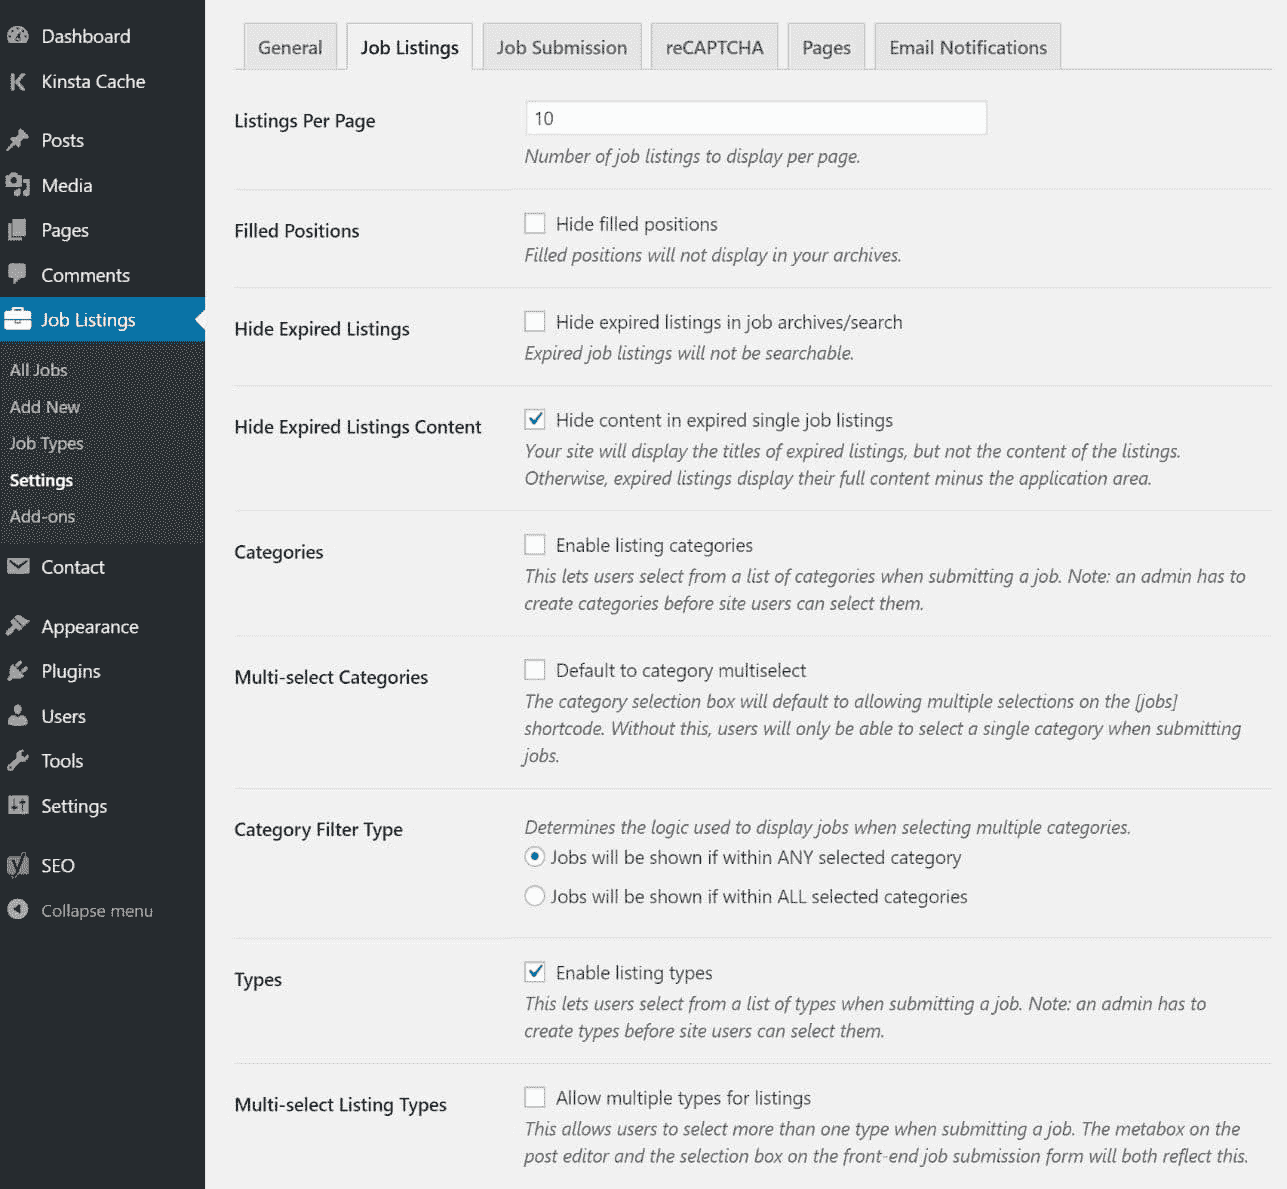 Dashboard
Kinsta Cache
Posts
Media
Pages
Comments
Job Listings
All Jobs
Add New
Job Types
Settings
Add-ons
Contact
Appearance
Plugins
Users
Tools
Settings
SEO
Collapse menu
General
Job Listings
Job Submission
reCAPTCHA
Pages
Email Notifications
Listings Per Page
10
Number of job listings to display per page.
Filled Positions
Hide filled positions
Filled positions will not display in your archives.
Hide Expired Listings
Hide expired listings in job archives/search
Expired job listings will not be searchable.
Hide Expired Listings Content
Hide content in expired single job listings
Your site will display the titles of expired listings, but not the content of the listings.
Otherwise, expired listings display their full content minus the application area.
Categories
Enable listing categories
This lets users select from a list of categories when submitting a job. Note: an admin has to
create categories before site users can select them.
Multi-select Categories
Default to category multiselect
The category selection box will default to allowing multiple selections on the [jobs]
shortcode. Without this, users will only be able to select a single category when submitting
jobs.
Category Filter Type
Determines the logic used to display jobs when selecting multiple categories.
Jobs will be shown if within ANY selected category
Jobs will be shown if within ALL selected categories
Types
Enable listing types
This lets users select from a list of types when submitting a job. Note: an admin has to
create types before site users can select them.
Multi-select Listing Types
Allow multiple types for listings
This allows users to select more than one type when submitting a job. The metabox on the
post editor and the selection box on the front-end job submission form will both reflect this.